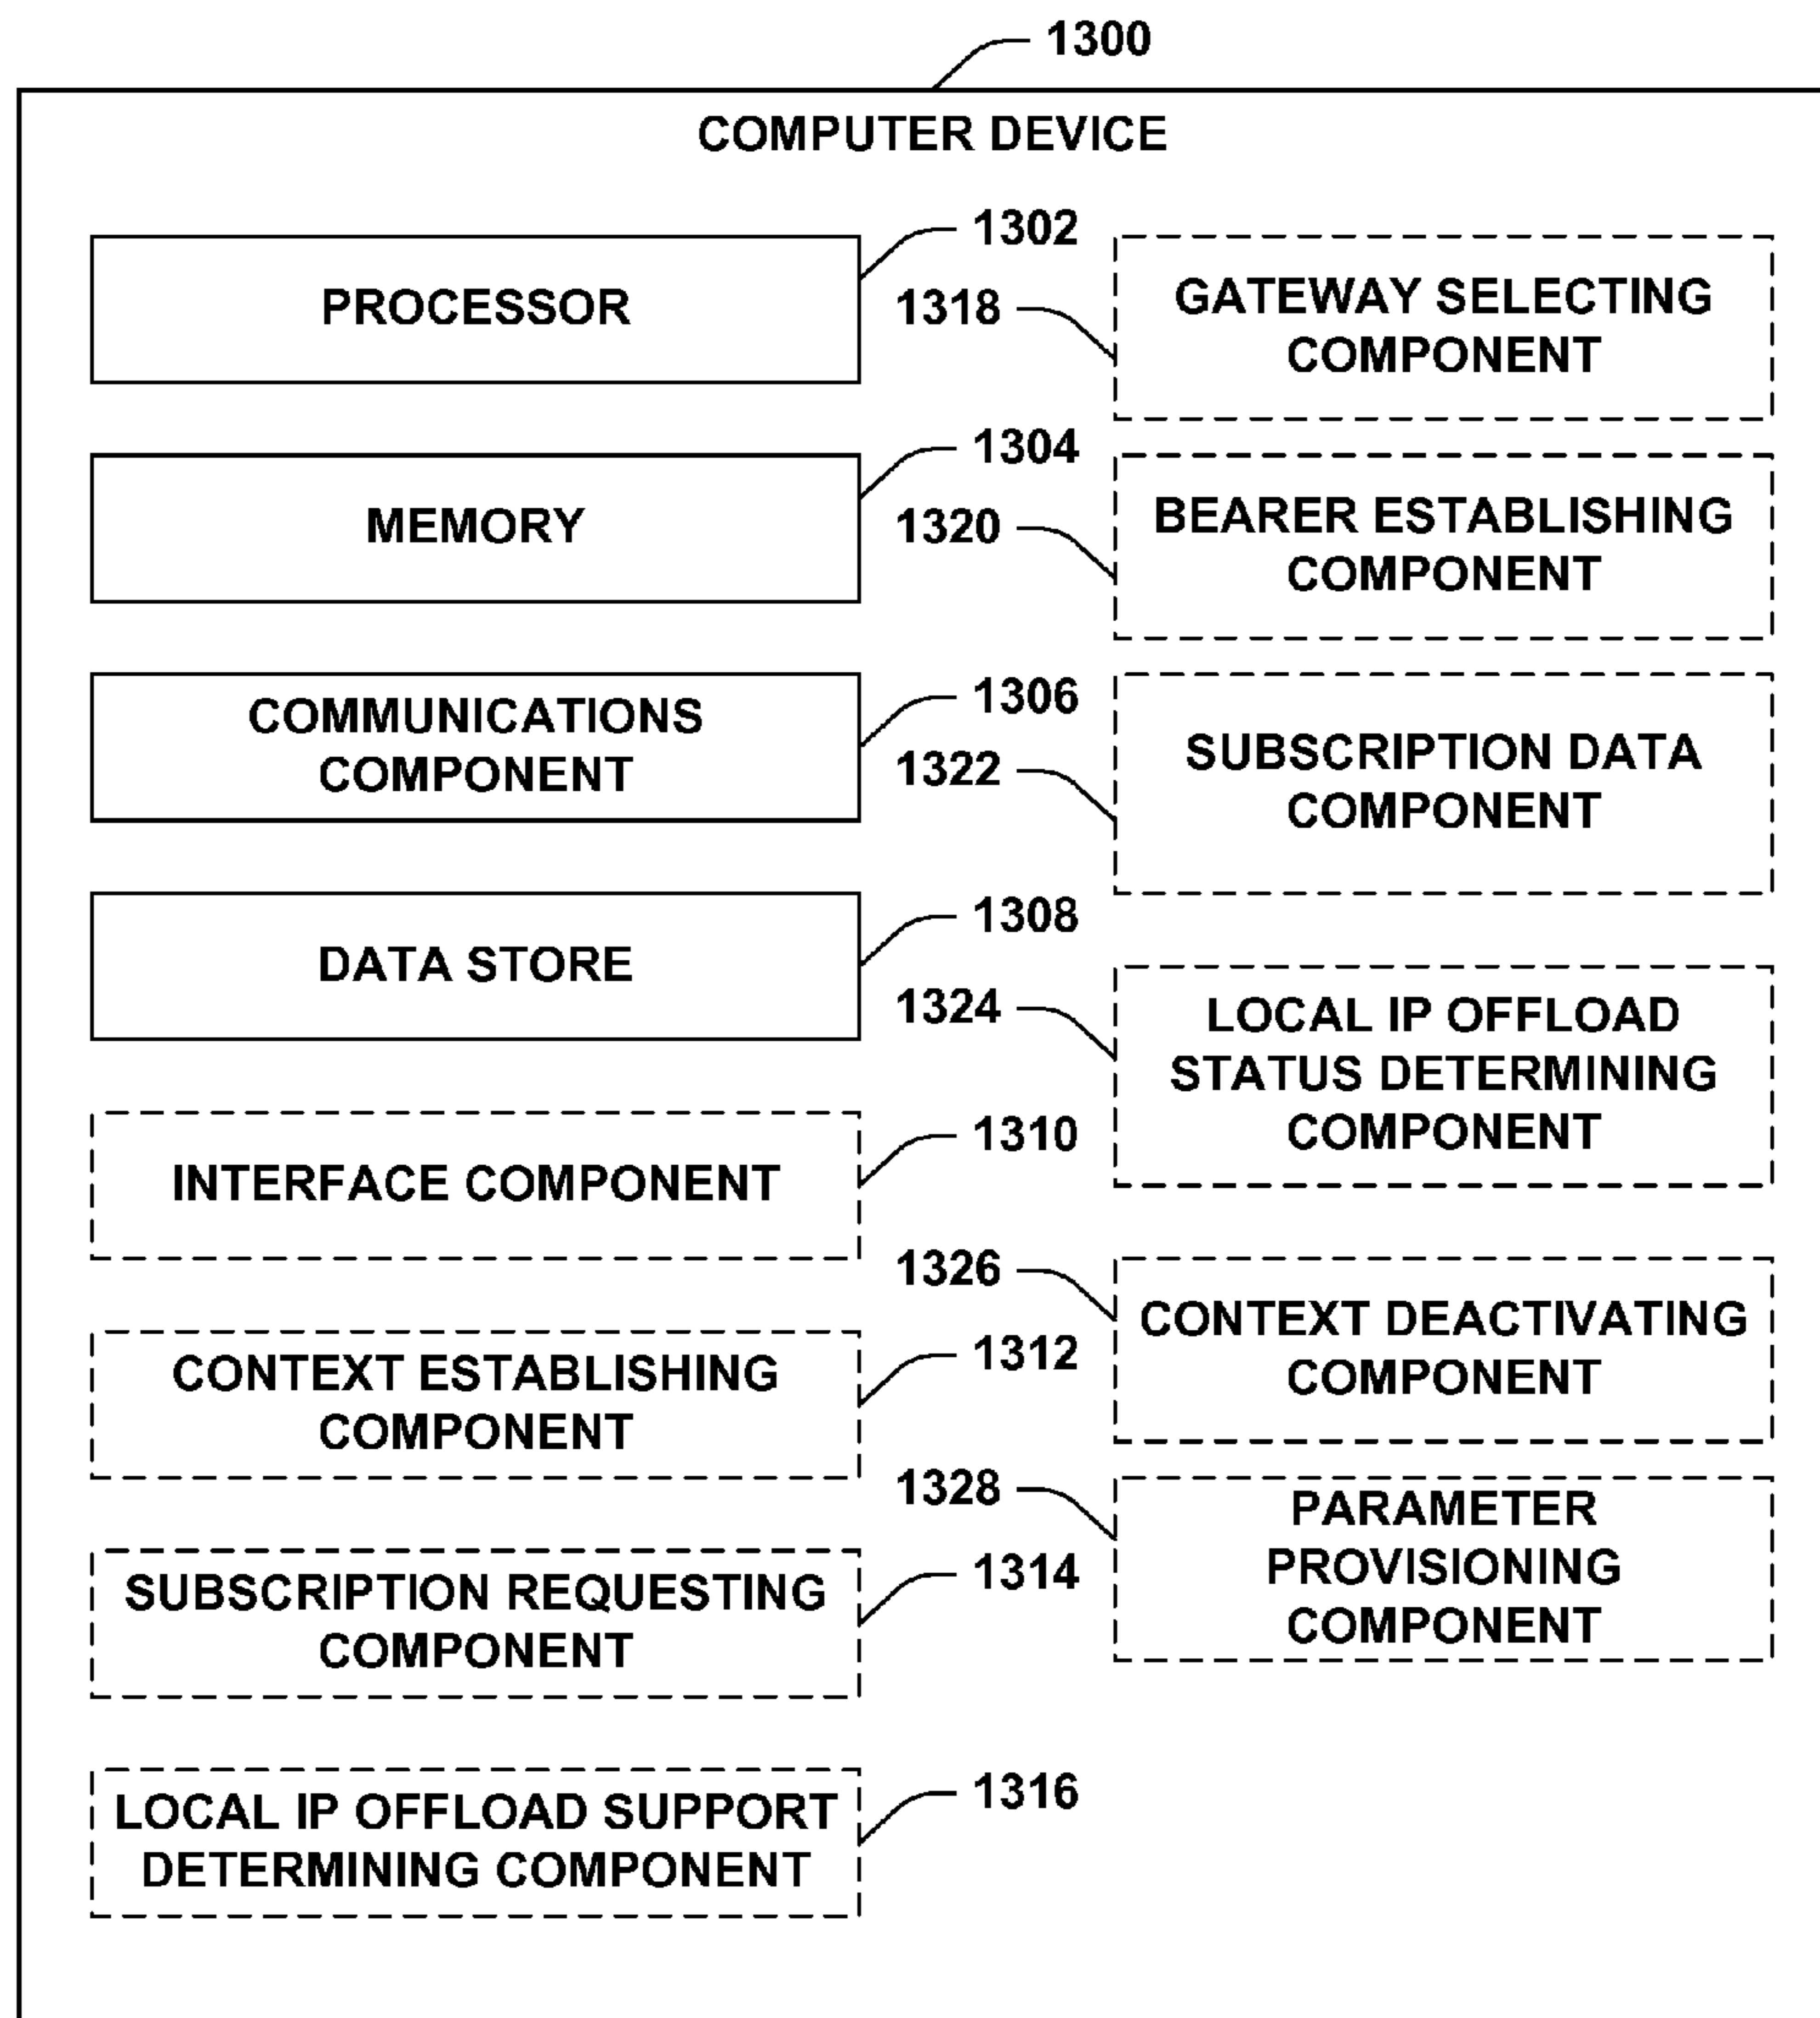 1300
COMPUTER DEVICE
1302
PROCESSOR
1304
MEMORY
1306
COMMUNICATIONS
COMPONENT
1308
DATA STORE
1310
INTERFACE COMPONENT
1312
CONTEXT ESTABLISHING
COMPONENT
1314
SUBSCRIPTION REQUESTING
COMPONENT
1316
LOCAL IP OFFLOAD SUPPORT
DETERMINING COMPONENT
1318
GATEWAY SELECTING
COMPONENT
1320
BEARER ESTABLISHING
COMPONENT
1322
SUBSCRIPTION DATA
COMPONENT
1324
LOCAL IP OFFLOAD
STATUS DETERMINING
COMPONENT
1326
CONTEXT DEACTIVATING
COMPONENT
1328
PARAMETER
PROVISIONING
COMPONENT